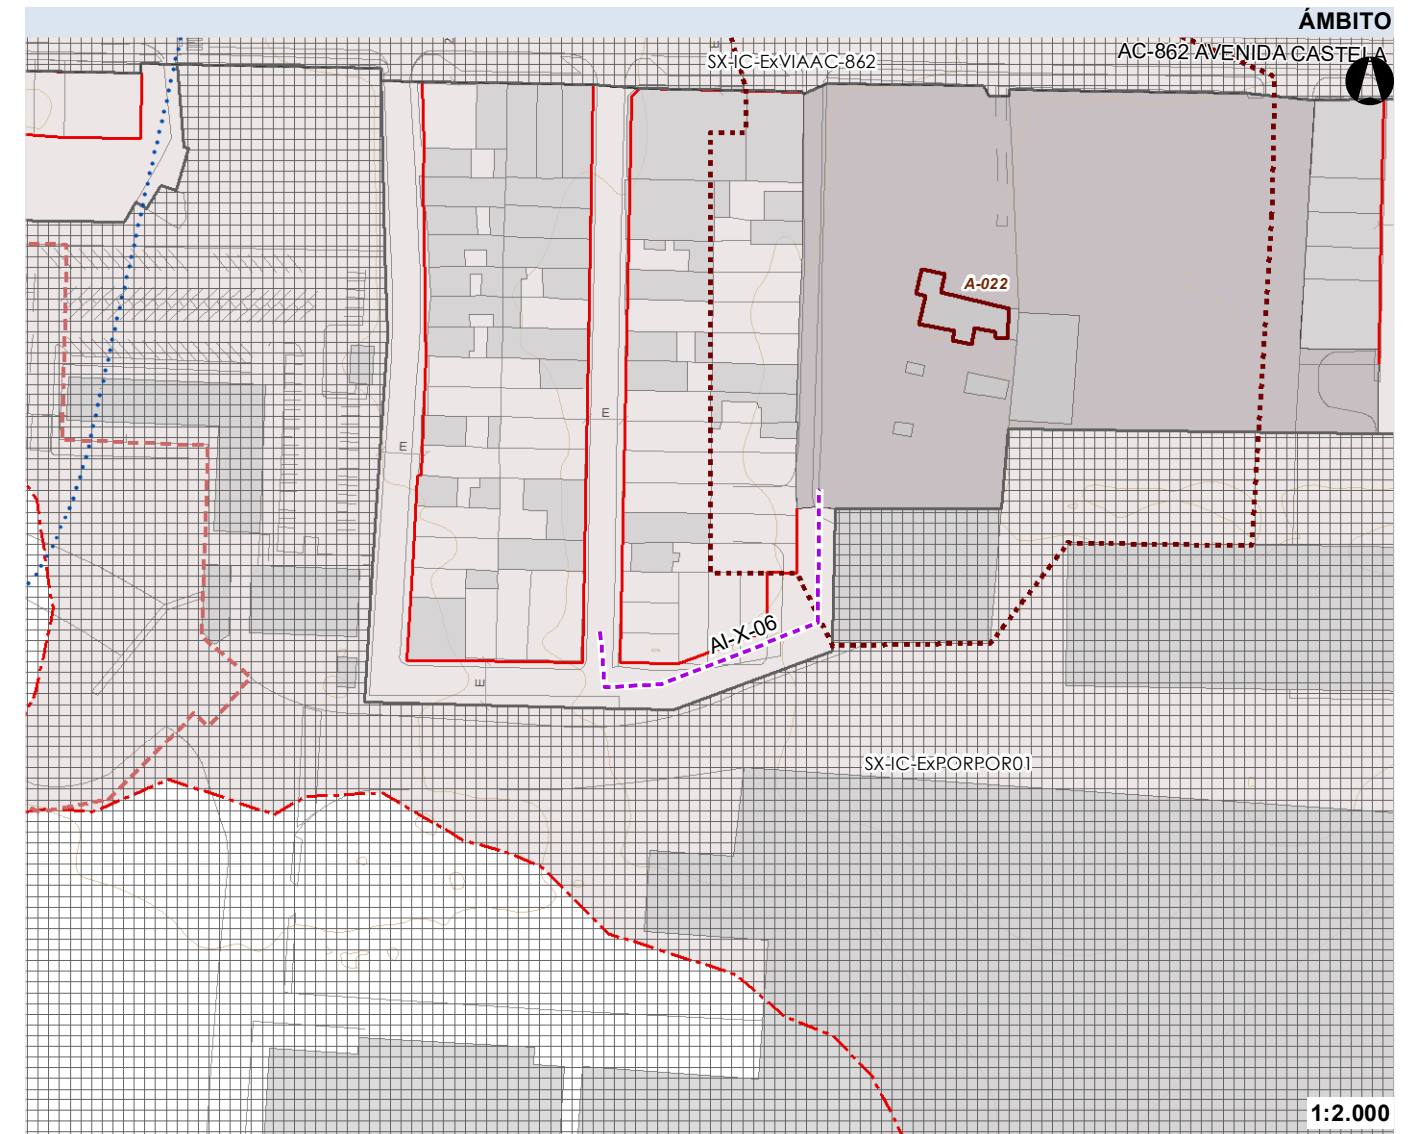 ÁMBITO
AC-862 AVENIDA CASTELA
SX-IC-ExVIAAC-862
E
A-022
E
E
AI-X-06
E
SX-IC-ExPORPOR01
1:2.000